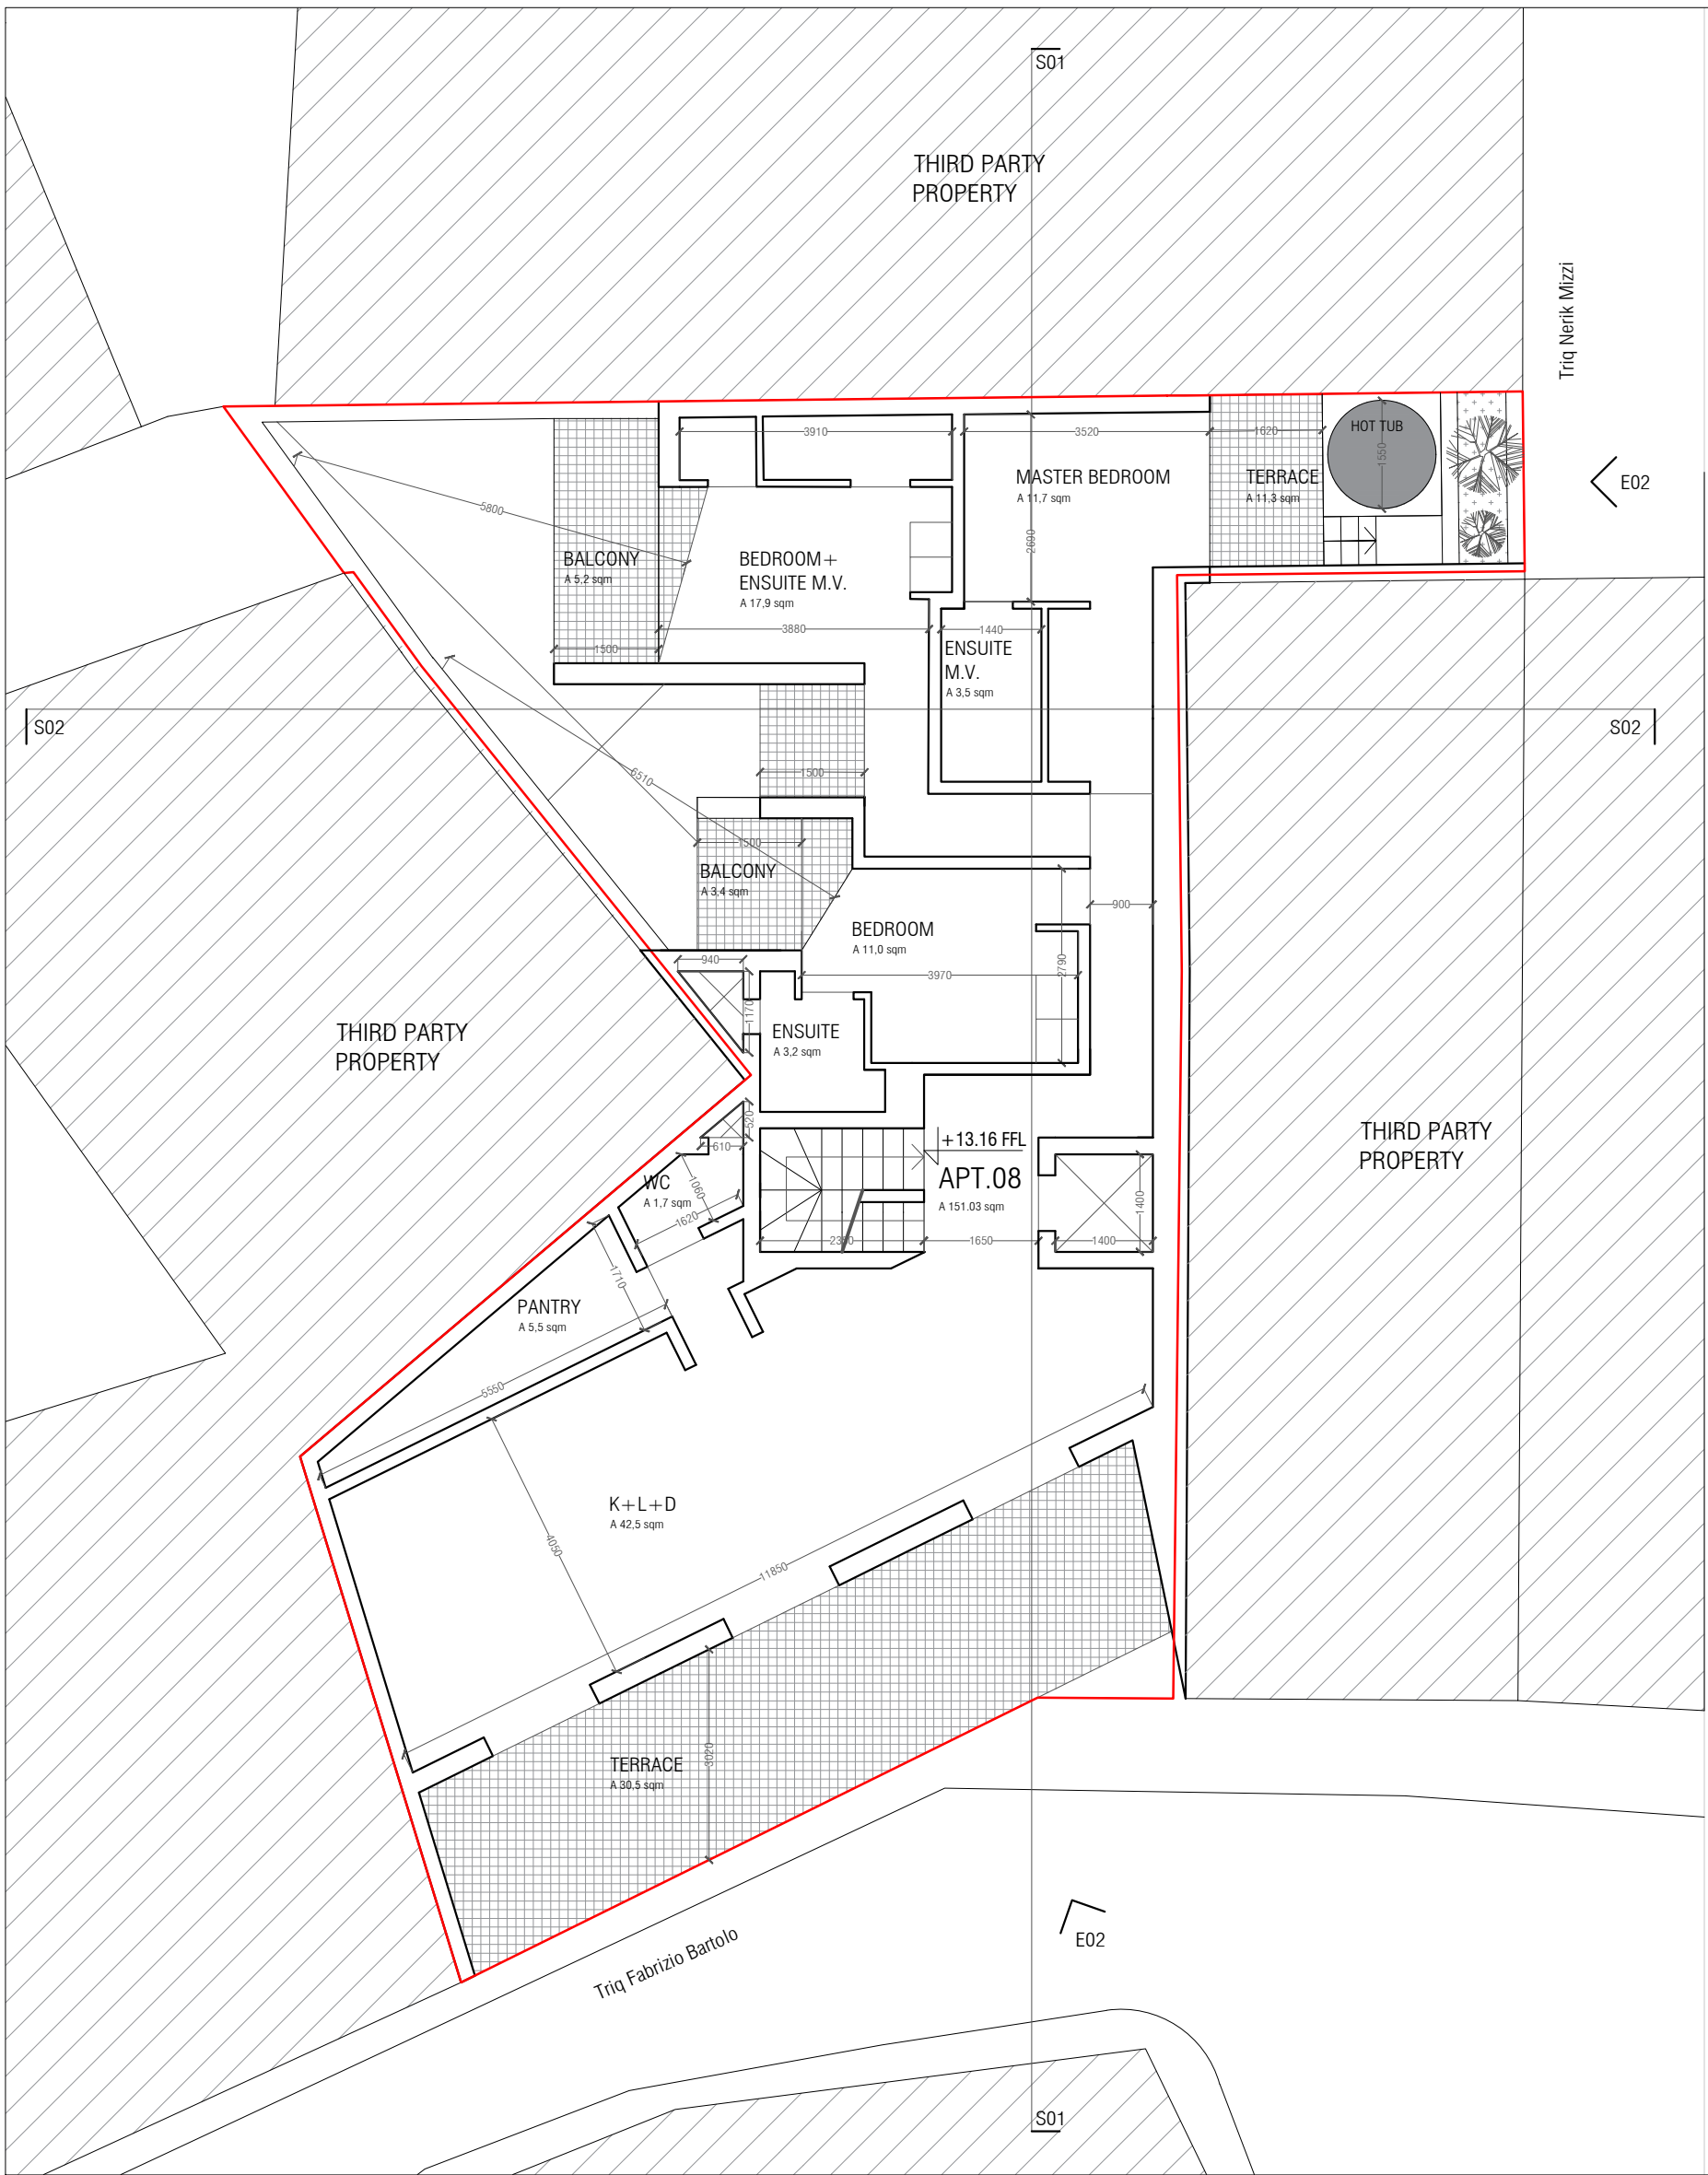 S01
THIRD PARTY
PROPERTY
Triq Nerik Mizzi
HOT TUB
1550
3910
3520
1620
MASTER BEDROOM
A 11,7 sqm
TERRACE
A 11,3 sqm
E02
5800
2690
BALCONY
A 5,2 sqm
BEDROOM+
ENSUITE M.V.
A 17,9 sqm
3880
1440
1500
ENSUITE
M.V.
A 3,5 sqm
S02
S02
6510
1500
1500
BALCONY
A 3,4 sqm
900
BEDROOM
A 11,0 sqm
940
3970
2790
1170
THIRD PARTY
PROPERTY
ENSUITE
A 3,2 sqm
520
610
+13.16 FFL
THIRD PARTY
PROPERTY
WC
A 1,7 sqm
1060
APT.08
A 151.03 sqm
1400
1620
1650
1400
1710
PANTRY
A 5,5 sqm
5550
K+L+D
A 42,5 sqm
4050
11850
TERRACE
A 30,5 sqm
3020
Triq Fabrizio Bartolo
E02
S01